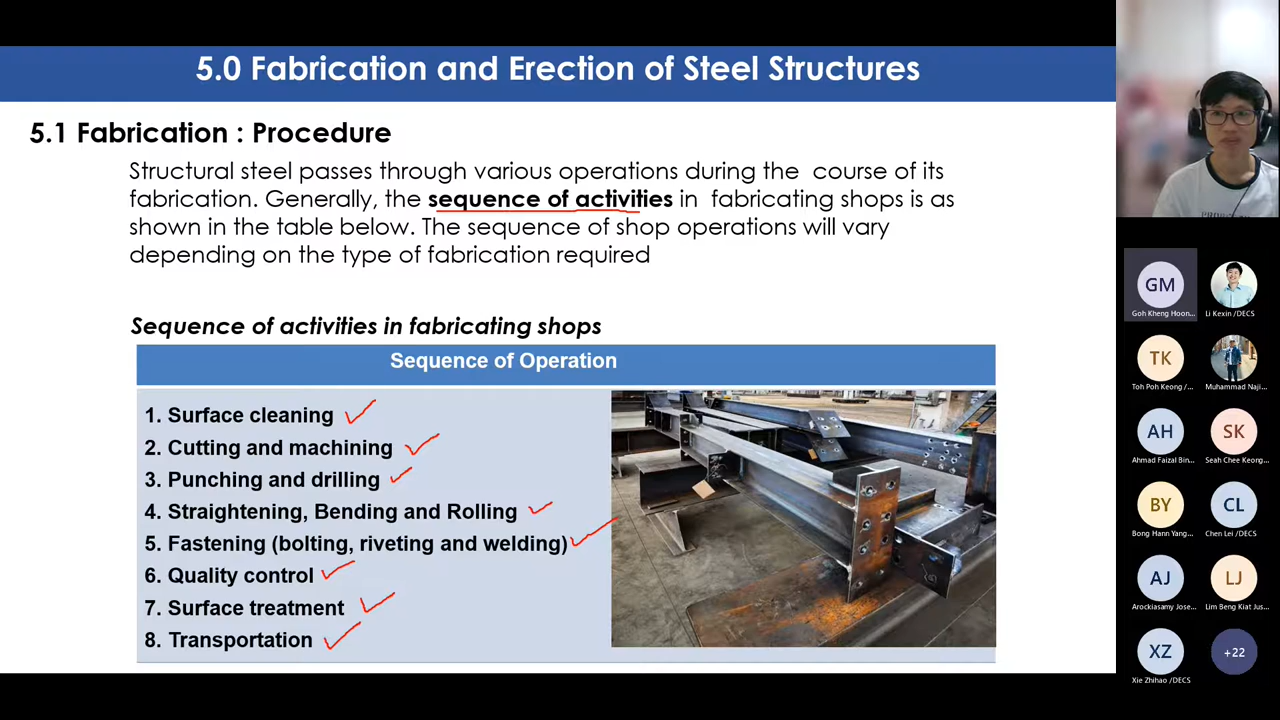 5.0 Fabrication and Erection of Steel Structures
5.1 Fabrication : Procedure
Structural steel passes through various operations during the course of its
fabrication. Generally, the sequence of activities in fabricating shops is as
shown in the table below. The sequence of shop operations will vary
depending on the type of fabrication required
Sequence of activities in fabricating shops
Sequence of Operation
1. Surface cleaning
2. Cutting and machining
3. Punching and drilling
4. Straightening, Bending and Rolling
5. Fastening (bolting, riveting and welding)
6. Quality control
7. Surface treatment
8. Transportation
GM
Goh Kheng Hoon...
Li Kexin /DECS
TK
Toh Poh Keong /...
Muhammad Naji...
AH
SK
Ahmad Faizal Bin...
Seah Chee Keong...
BY
CL
Bong Hann Yang...
Chen Lei /DECS
AJ
LJ
Arockiasamy Jose...
Lim Beng Kiat Jus...
XZ
+22
Xie Zhihao /DECS